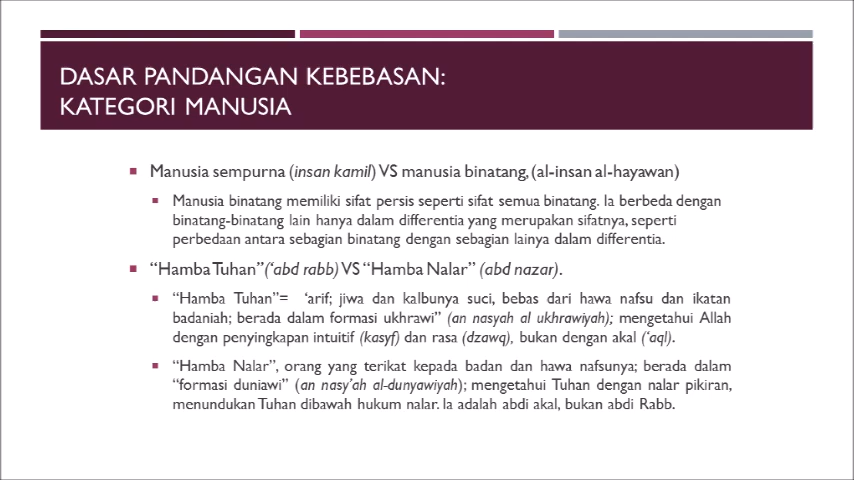 DASAR PANDANGAN KEBEBASAN:
KATEGORI MANUSIA
Manusia sempurna (insan kamil) VS manusia binatang, (al-insan al-hayawan)
Manusia binatang memiliki sifat persis seperti sifat semua binatang. Ia berbeda dengan
binatang-binatang lain hanya dalam differentia yang merupakan sifatnya, seperti
perbedaan antara sebagian binatang dengan sebagian lainya dalam differentia.
“Hamba Tuhan”(‘abd rabb) VS “Hamba Nalar” (abd nazar).
“Hamba Tuhan”= ‘arif; jiwa dan kalbunya suci, bebas dari hawa nafsu dan ikatan
badaniah; berada dalam formasi ukhrawi” (an nasyah al ukhrawiyah); mengetahui Allah
dengan penyingkapan intuitif (kasyf) dan rasa (dzawq), bukan dengan akal (‘aql).
“Hamba Nalar”, orang yang terikat kepada badan dan hawa nafsunya; berada dalam
“formasi duniawi” (an nasy’ah al-dunyawiyah); mengetahui Tuhan dengan nalar pikiran,
menundukan Tuhan dibawah hukum nalar. Ia adalah abdi akal, bukan abdi Rabb.